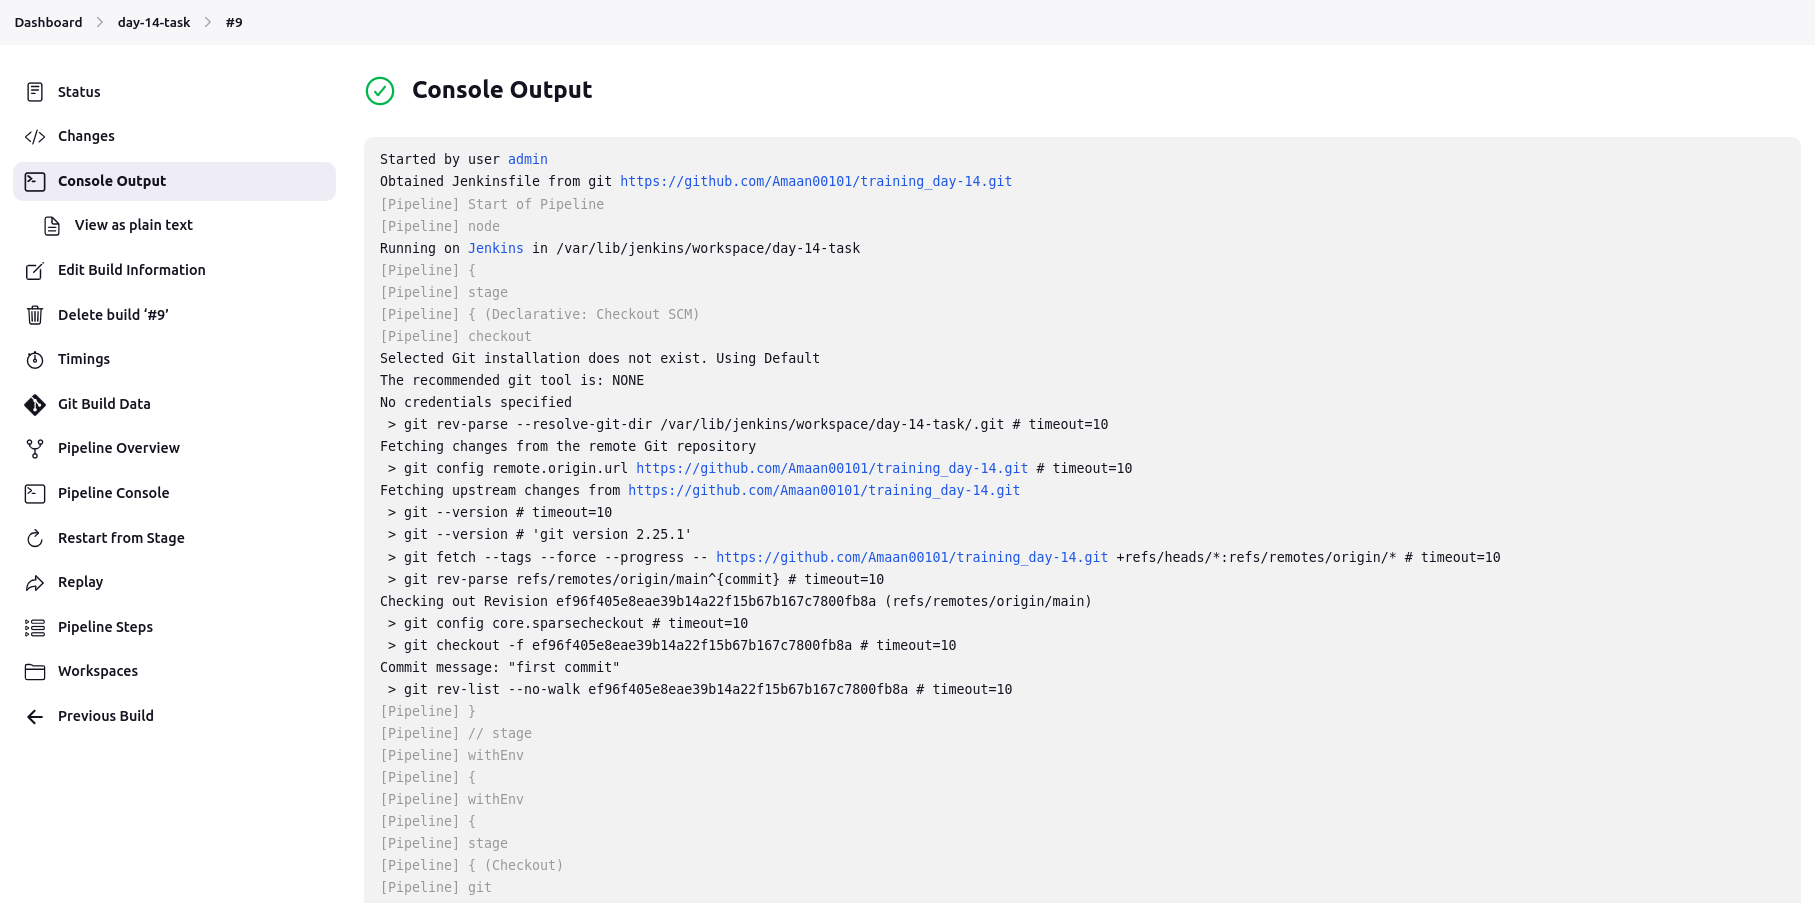 Dashboard > day-14-task > #9
Status
Changes
Console Output
View as plain text
Edit Build Information
Delete build ‘#9’
Timings
Git Build Data
Pipeline Overview
Pipeline Console
Restart from Stage
Replay
Pipeline Steps
Workspaces
Previous Build
Console Output
Started by user admin
Obtained Jenkinsfile from git https://github.com/Amaan00101/training_day-14.git
[Pipeline] Start of Pipeline
[Pipeline] node
Running on Jenkins in /var/lib/jenkins/workspace/day-14-task
[Pipeline] {
[Pipeline] stage
[Pipeline] { (Declarative: Checkout SCM)
[Pipeline] checkout
Selected Git installation does not exist. Using Default
The recommended git tool is: NONE
No credentials specified
 > git rev-parse --resolve-git-dir /var/lib/jenkins/workspace/day-14-task/.git # timeout=10
Fetching changes from the remote Git repository
 > git config remote.origin.url https://github.com/Amaan00101/training_day-14.git # timeout=10
Fetching upstream changes from https://github.com/Amaan00101/training_day-14.git
 > git --version # timeout=10
 > git --version # 'git version 2.25.1'
 > git fetch --tags --force --progress -- https://github.com/Amaan00101/training_day-14.git +refs/heads/*:refs/remotes/origin/* # timeout=10
 > git rev-parse refs/remotes/origin/main^{commit} # timeout=10
Checking out Revision ef96f405e8eae39b14a22f15b67b167c7800fb8a (refs/remotes/origin/main)
 > git config core.sparsecheckout # timeout=10
 > git checkout -f ef96f405e8eae39b14a22f15b67b167c7800fb8a # timeout=10
Commit message: "first commit"
 > git rev-list --no-walk ef96f405e8eae39b14a22f15b67b167c7800fb8a # timeout=10
[Pipeline] }
[Pipeline] // stage
[Pipeline] withEnv
[Pipeline] {
[Pipeline] withEnv
[Pipeline] {
[Pipeline] stage
[Pipeline] { (Checkout)
[Pipeline] git